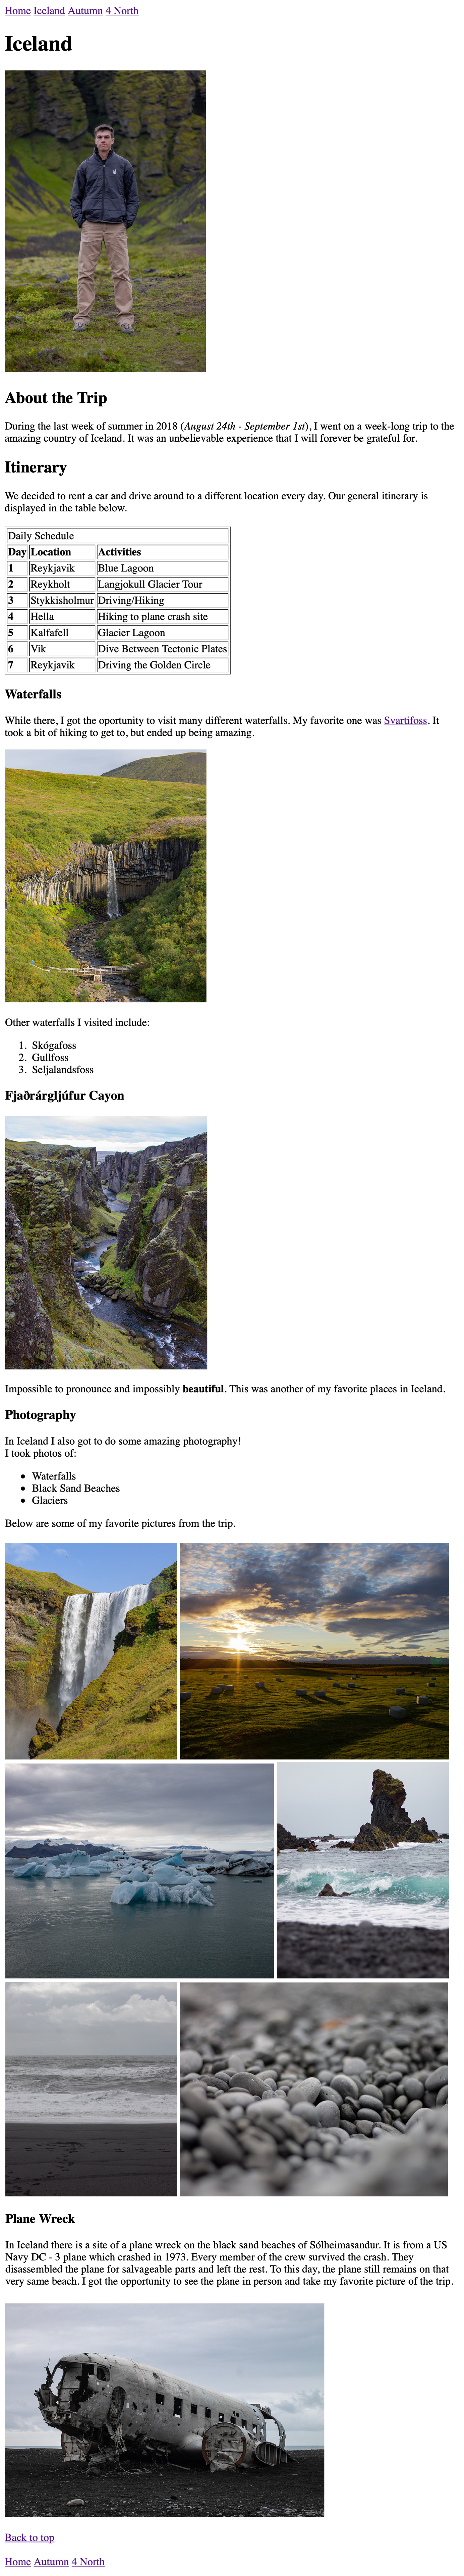 Home Iceland Autumn 4 North
Iceland
About the Trip
During the last week of summer in 2018 (August 24th - September 1st), I went on a week-long trip to the
amazing country of Iceland. It was an unbelievable experience that I will forever be grateful for.
Itinerary
We decided to rent a car and drive around to a different location every day. Our general itinerary is
displayed in the table below.
Daily Schedule
Day Location Activities
1 Reykjavik Blue Lagoon
2 Reykholt Langjokull Glacier Tour
3 Stykkisholmur Driving/Hiking
4 Hella Hiking to plane crash site
5 Kalfafell Glacier Lagoon
6 Vik Dive Between Tectonic Plates
7 Reykjavik Driving the Golden Circle
Waterfalls
While there, I got the oportunity to visit many different waterfalls. My favorite one was Svartifoss. It
took a bit of hiking to get to, but ended up being amazing.
Other waterfalls I visited include:
1. Skógafoss
2. Gullfoss
3. Seljalandsfoss
Fjaðrárgljúfur Cayon
Impossible to pronounce and impossibly beautiful. This was another of my favorite places in Iceland.
Photography
In Iceland I also got to do some amazing photography!
I took photos of:
• Waterfalls
• Black Sand Beaches
• Glaciers
Below are some of my favorite pictures from the trip.
Plane Wreck
In Iceland there is a site of a plane wreck on the black sand beaches of Sólheimasandur. It is from a US
Navy DC - 3 plane which crashed in 1973. Every member of the crew survived the crash. They
disassembled the plane for salvageable parts and left the rest. To this day, the plane still remains on that
very same beach. I got the opportunity to see the plane in person and take my favorite picture of the trip.
Back to top
Home Autumn 4 North